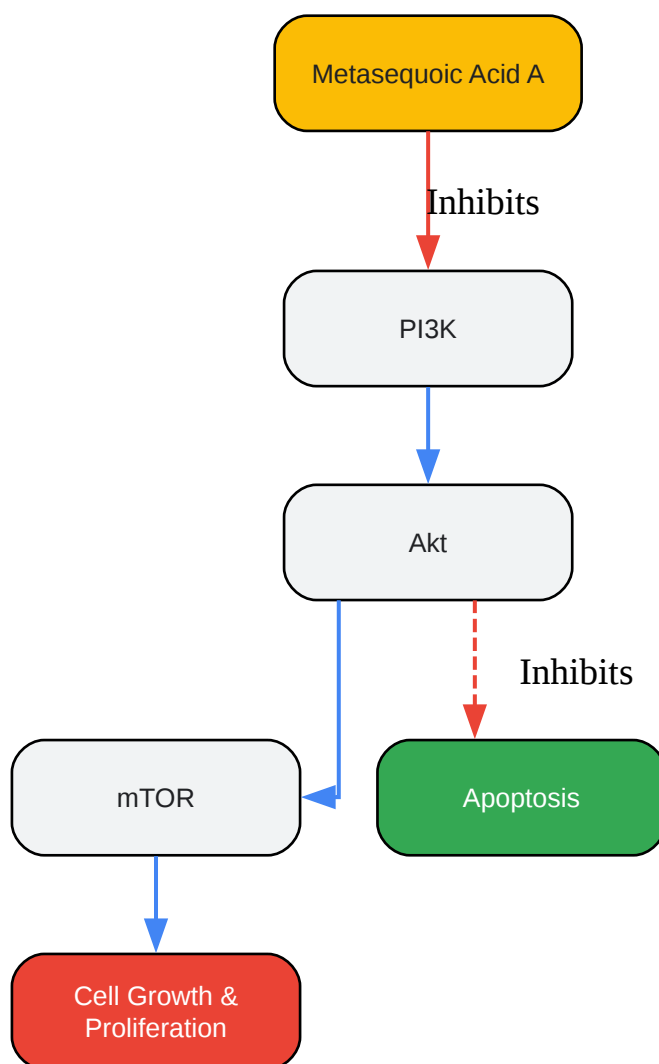 Metasequoic Acid A
Inhibits
PI3K
Akt
Inhibits
mTOR
Apoptosis
Cell Growth &
Proliferation